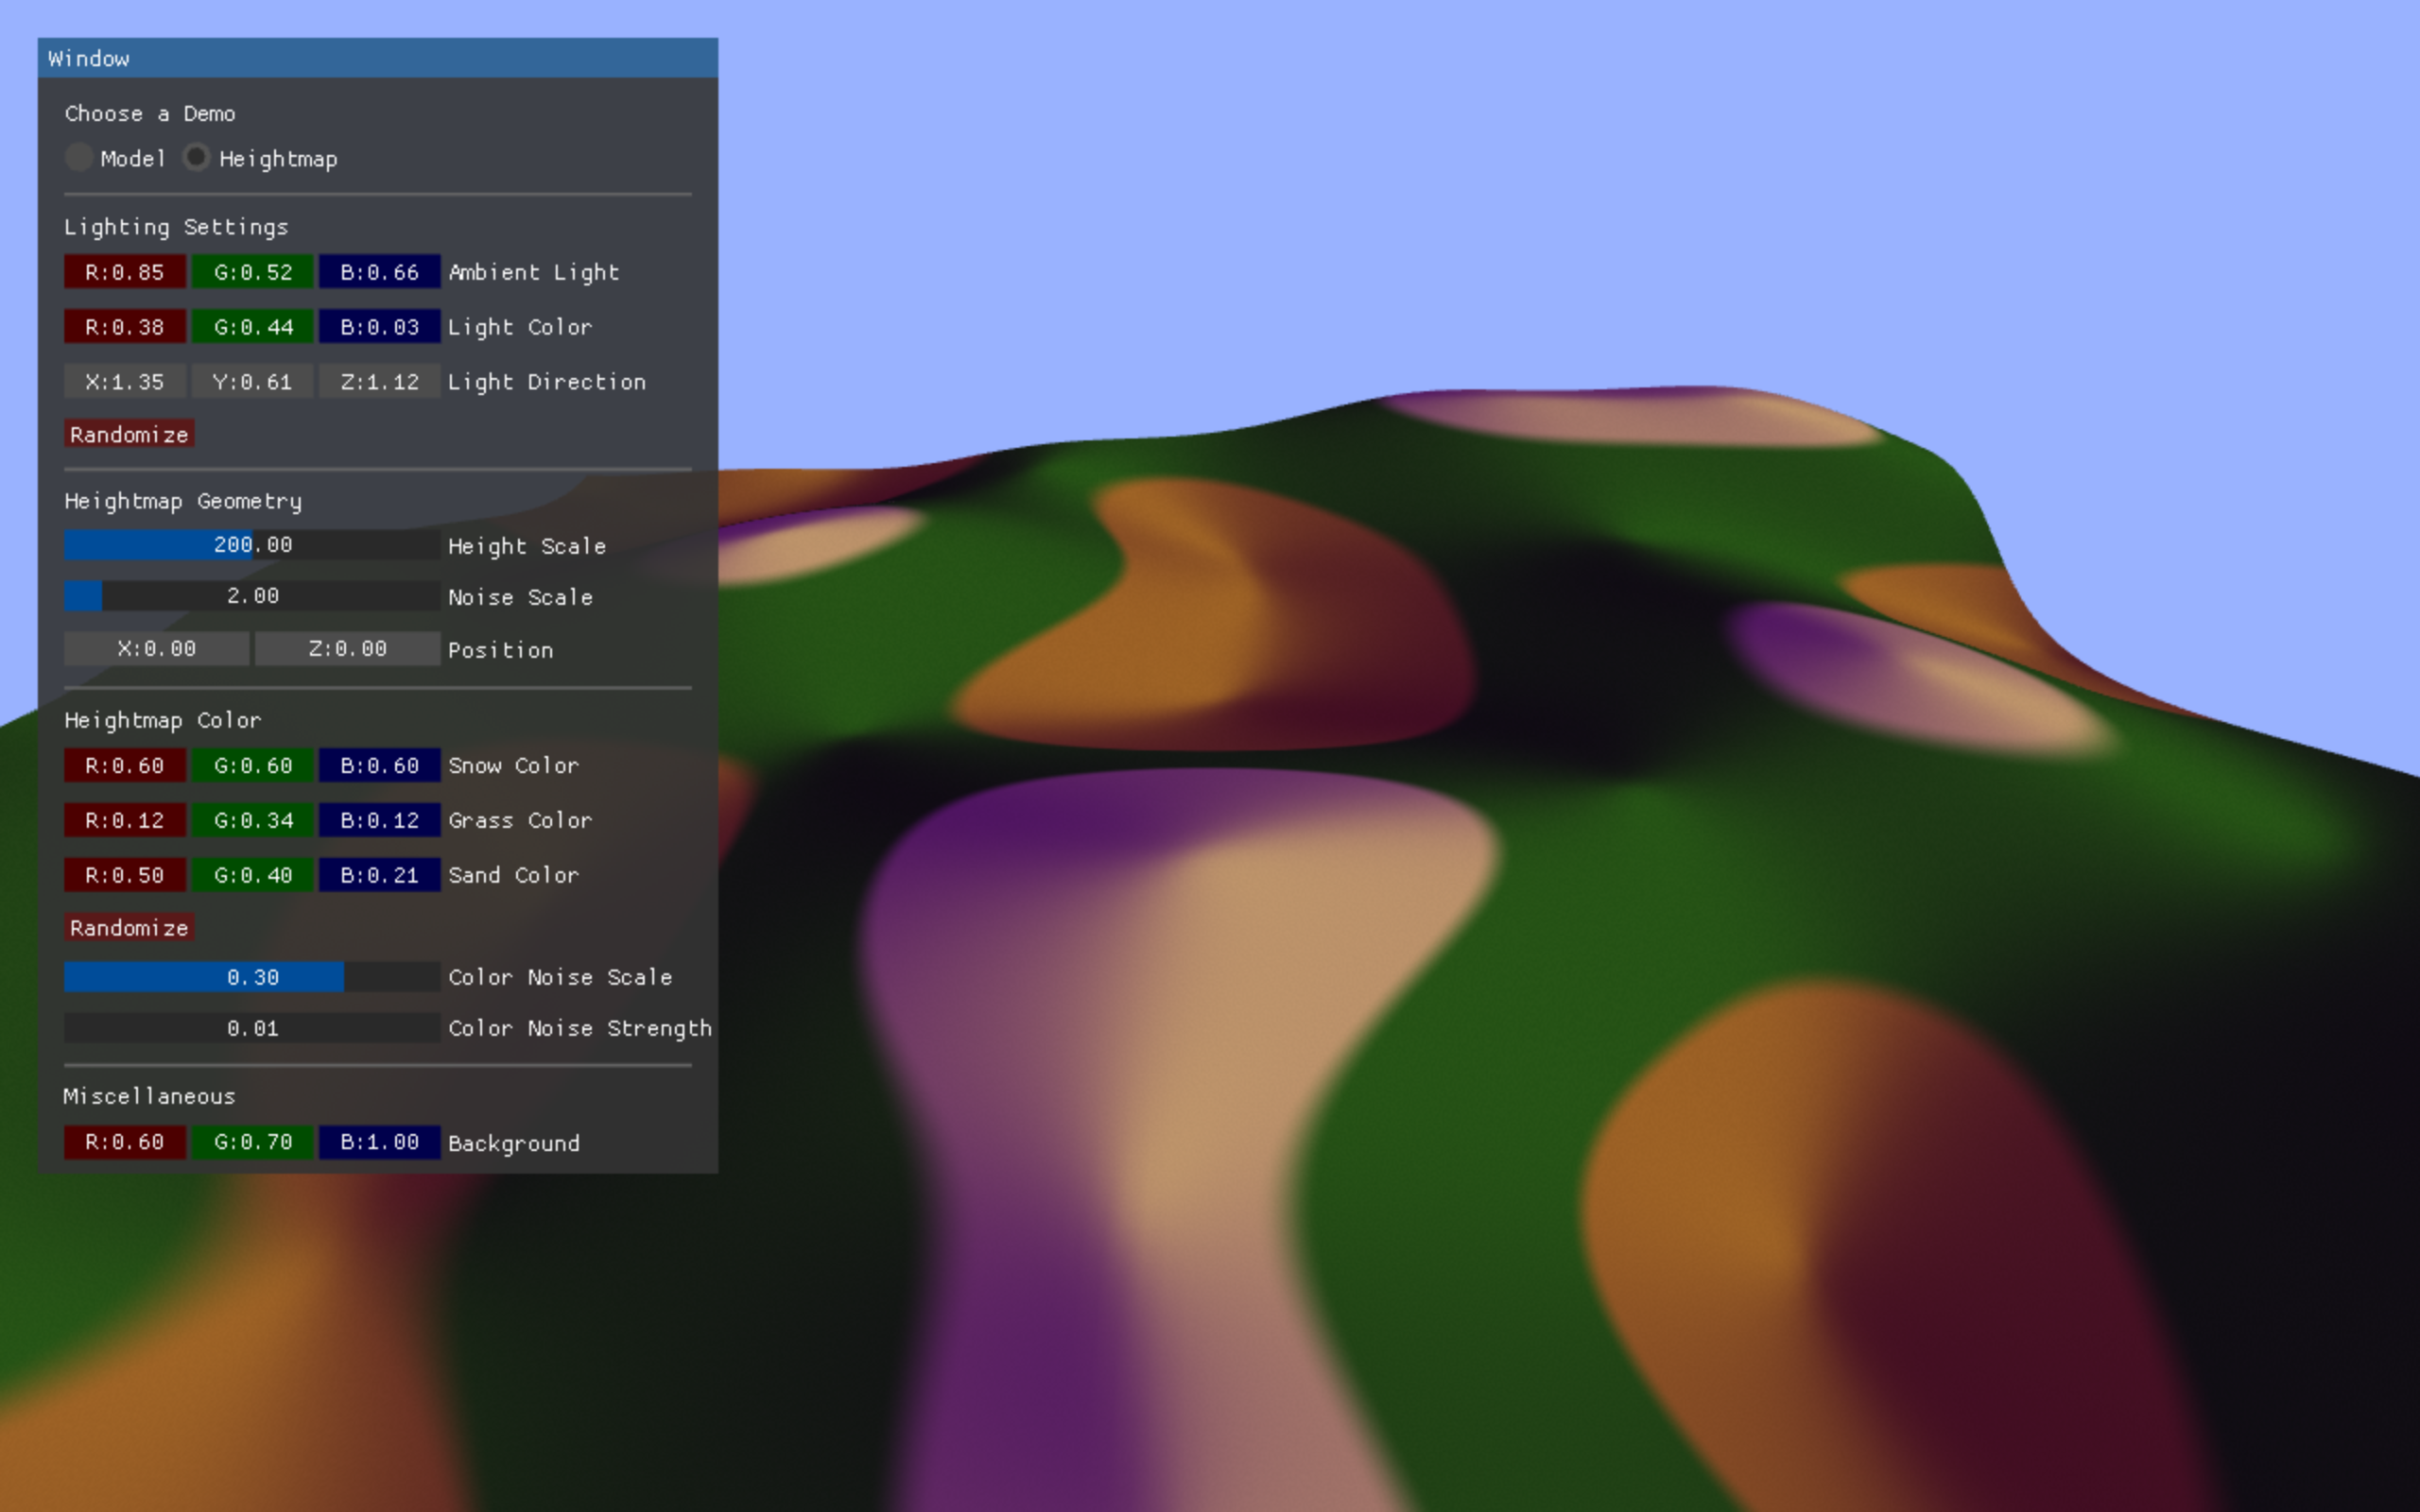 Window
Choose a Demo
Model Heightmap
Lighting Settings
R:0.85 G:0.52 B:0.66 Ambient Light
R:0.38 G:0.44 B:0.03 Light Color
X:1.35 Y:0.61 Z:1.12 Light Direction
Randomize
Heightmap Geometry
200.00 Height Scale
2.00 Noise Scale
X:0.00 Z:0.00 Position
Heightmap Color
R:0.60 G:0.60 B:0.60 Snow Color
R:0.12 G:0.34 B:0.12 Grass Color
R:0.50 G:0.40 B:0.21 Sand Color
Randomize
0.30 Color Noise Scale
0.01 Color Noise Strength
Miscellaneous
R:0.60 G:0.70 B:1.00 Background